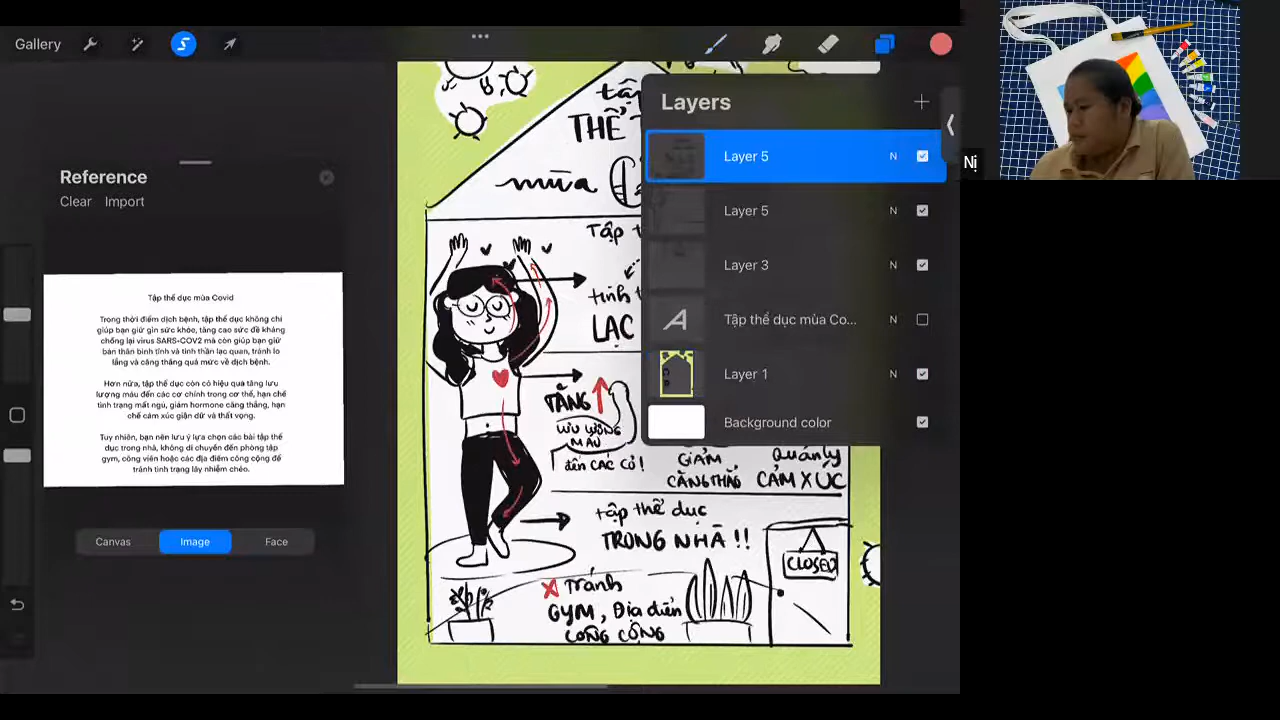 Gallery
Reference
Clear Import
Tập thể dục mùa Covid
Trong thời điểm dịch bệnh, tập thể dục không chỉ
giúp bạn giữ gìn sức khỏe, tăng cao sức đề kháng
chống lại virus SARS-COV2 mà còn giúp bạn giữ
bản thân bình tĩnh và tinh thần lạc quan, tránh lo
lắng và căng thẳng quá mức về dịch bệnh.
Hơn nữa, tập thể dục còn có hiệu quả tăng lưu
lượng máu đến các cơ chính trong cơ thể, hạn chế
tình trạng mất ngủ, giảm hormone căng thẳng, hạn
chế cảm xúc giận dữ và thất vọng.
Tuy nhiên, bạn nên lưu ý lựa chọn các bài tập thể
dục trong nhà, không di chuyển đến phòng tập
gym, công viên hoặc các địa điểm công cộng để
tránh tình trạng lây nhiễm chéo.
Canvas Image Face
tập
THỂ
mùa
Tập
tinh
LẠC
TĂNG
LƯU LƯỢNG
MÁU
đến CÁC CƠ!
GIẢM
CĂNG THẲNG
Quản lý
CẢM XÚC
tập thể dục
TRONG NHÀ !!
CLOSED
X Tránh
GYM, Địa điểm
CÔNG CỘNG
Layers
Layer 5 N
Layer 5 N
Layer 3 N
Tập thể dục mùa Co... N
Layer 1 N
Background color
Nị